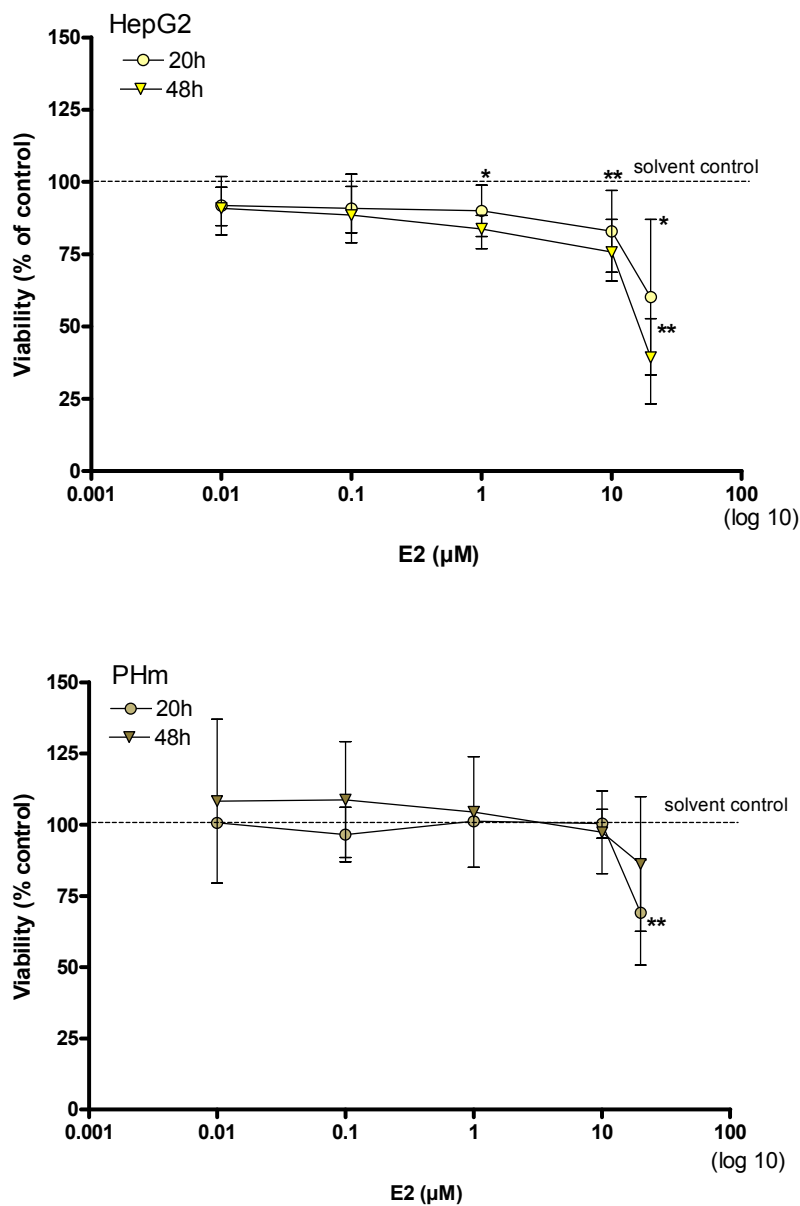 HepG2
20h
48h
150
125
100
75
50
25
0
Viability (% of control)
solvent control
*
**
*
**
0.001
0.01
0.1
1
10
100
(log 10)
E2 (µM)
PHm
20h
48h
150
125
100
75
50
25
0
Viability (% control)
solvent control
**
0.001
0.01
0.1
1
10
100
(log 10)
E2 (µM)